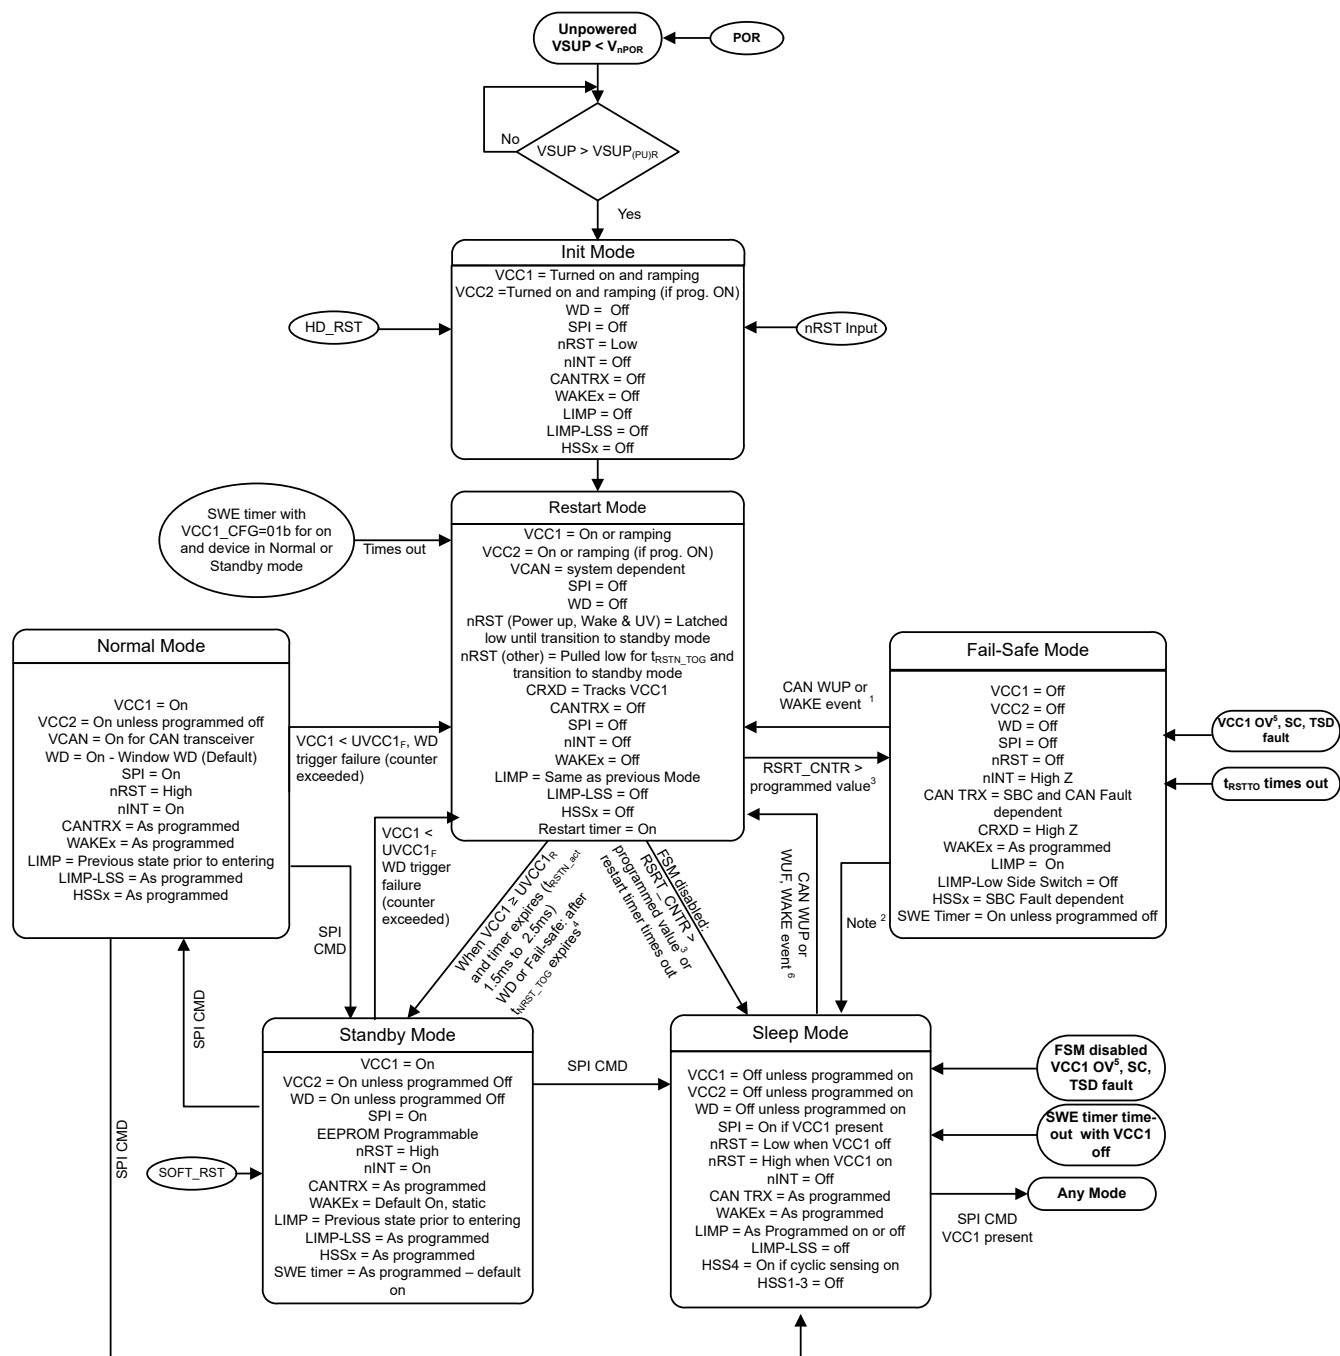 Unpowered
VSUP < VnPOR
POR
No
VSUP > VSUP(PU)R
Yes
Init Mode
VCC1 = Turned on and ramping
VCC2 =Turned on and ramping (if prog. ON)
WD = Off
SPI = Off
nRST = Low
nINT = Off
CANTRX = Off
WAKEx = Off
LIMP = Off
LIMP-LSS = Off
HSSx = Off
HD_RST
nRST Input
SWE timer with
VCC1_CFG=01b for on
and device in Normal or
Standby mode
Times out
Restart Mode
VCC1 = On or ramping
VCC2 = On or ramping (if prog. ON)
VCAN = system dependent
SPI = Off
WD = Off
nRST (Power up, Wake & UV) = Latched
low until transition to standby mode
nRST (other) = Pulled low for tRSTN_TOG and
transition to standby mode
CRXD = Tracks VCC1
CANTRX = Off
SPI = Off
nINT = Off
WAKEx = Off
LIMP = Same as previous Mode
LIMP-LSS = Off
HSSx = Off
Restart timer = On
Normal Mode
VCC1 = On
VCC2 = On unless programmed off
VCAN = On for CAN transceiver
WD = On - Window WD (Default)
SPI = On
nRST = High
nINT = On
CANTRX = As programmed
WAKEx = As programmed
LIMP = Previous state prior to entering
LIMP-LSS = As programmed
HSSx = As programmed
VCC1 < UVCC1F, WD
trigger failure (counter
exceeded)
CAN WUP or
WAKE event 1
RSRT_CNTR >
programmed value3
Fail-Safe Mode
VCC1 = Off
VCC2 = Off
WD = Off
SPI = Off
nRST = Off
nINT = High Z
CAN TRX = SBC and CAN Fault
dependent
CRXD = High Z
WAKEx = As programmed
LIMP = On
LIMP-Low Side Switch = Off
HSSx = SBC Fault dependent
SWE Timer = On unless programmed off
VCC1 OV5, SC, TSD
fault
tRSTTO times out
VCC1 <
UVCC1F
WD trigger
failure
(counter
exceeded)
When VCC1 ≥ UVCC1R
and timer expires (tRSTN_act
1.5ms to 2.5ms)
WD or Fail-safe: after
tNRST_TOG expires4
FSM disabled:
RSRT_CNTR >
programmed value3 or
restart timer times out
CAN WUP or
WUF, WAKE event 6
Note 2
SPI
CMD
SPI CMD
SPI CMD
Standby Mode
VCC1 = On
VCC2 = On unless programmed Off
WD = On unless programmed Off
SPI = On
EEPROM Programmable
nRST = High
nINT = On
CANTRX = As programmed
WAKEx = Default On, static
LIMP = Previous state prior to entering
LIMP-LSS = As programmed
HSSx = As programmed
SWE timer = As programmed – default
on
SOFT_RST
SPI CMD
Sleep Mode
VCC1 = Off unless programmed on
VCC2 = Off unless programmed on
WD = Off unless programmed on
SPI = On if VCC1 present
nRST = Low when VCC1 off
nRST = High when VCC1 on
nINT = Off
CAN TRX = As programmed
WAKEx = As programmed
LIMP = As Programmed on or off
LIMP-LSS = off
HSS4 = On if cyclic sensing on
HSS1-3 = Off
FSM disabled
VCC1 OV5, SC,
TSD fault
SWE timer time-
out with VCC1
off
Any Mode
SPI CMD
VCC1 present